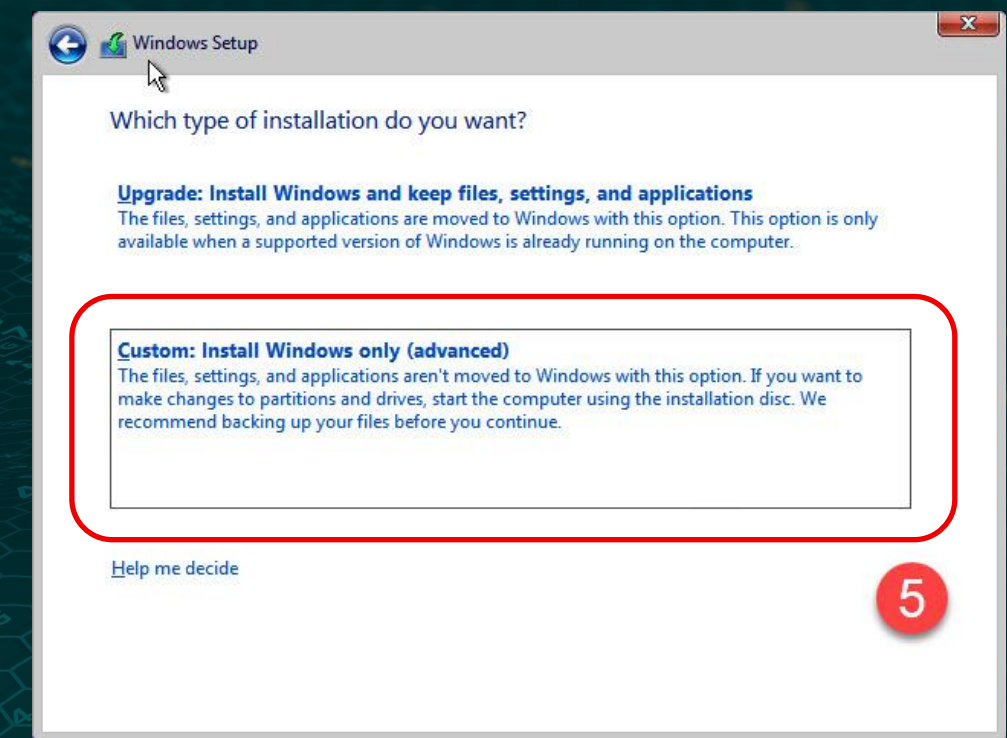 Windows Setup
Which type of installation do you want?
Upgrade: Install Windows and keep files, settings, and applications
The files, settings, and applications are moved to Windows with this option. This option is only
available when a supported version of Windows is already running on the computer.
Custom: Install Windows only (advanced)
The files, settings, and applications aren't moved to Windows with this option. If you want to
make changes to partitions and drives, start the computer using the installation disc. We
recommend backing up your files before you continue.
Help me decide
5